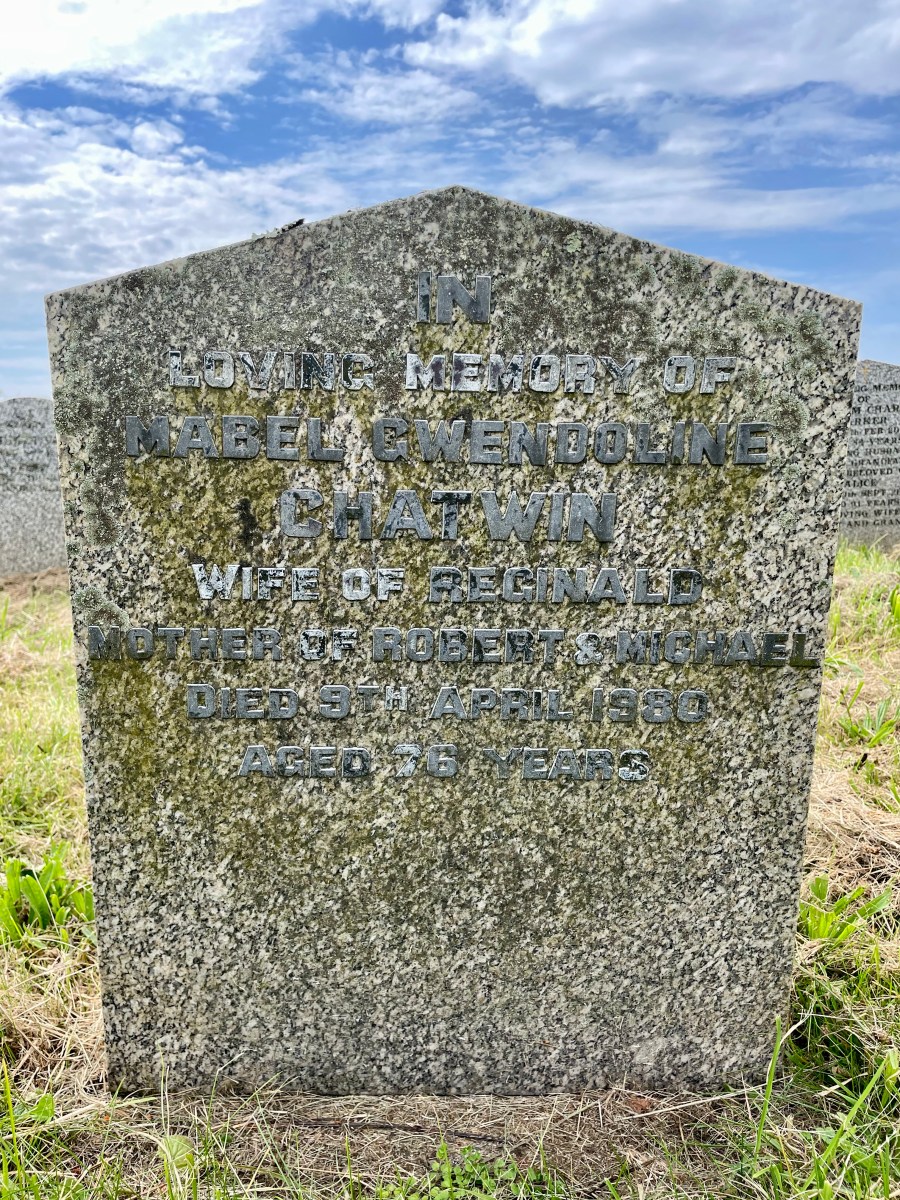 IN
LOVING MEMORY OF
MABEL GWENDOLINE
CHATWIN
WIFE OF REGINALD
MOTHER OF ROBERT & MICHAEL
DIED 9TH APRIL 1980
AGED 76 YEARS